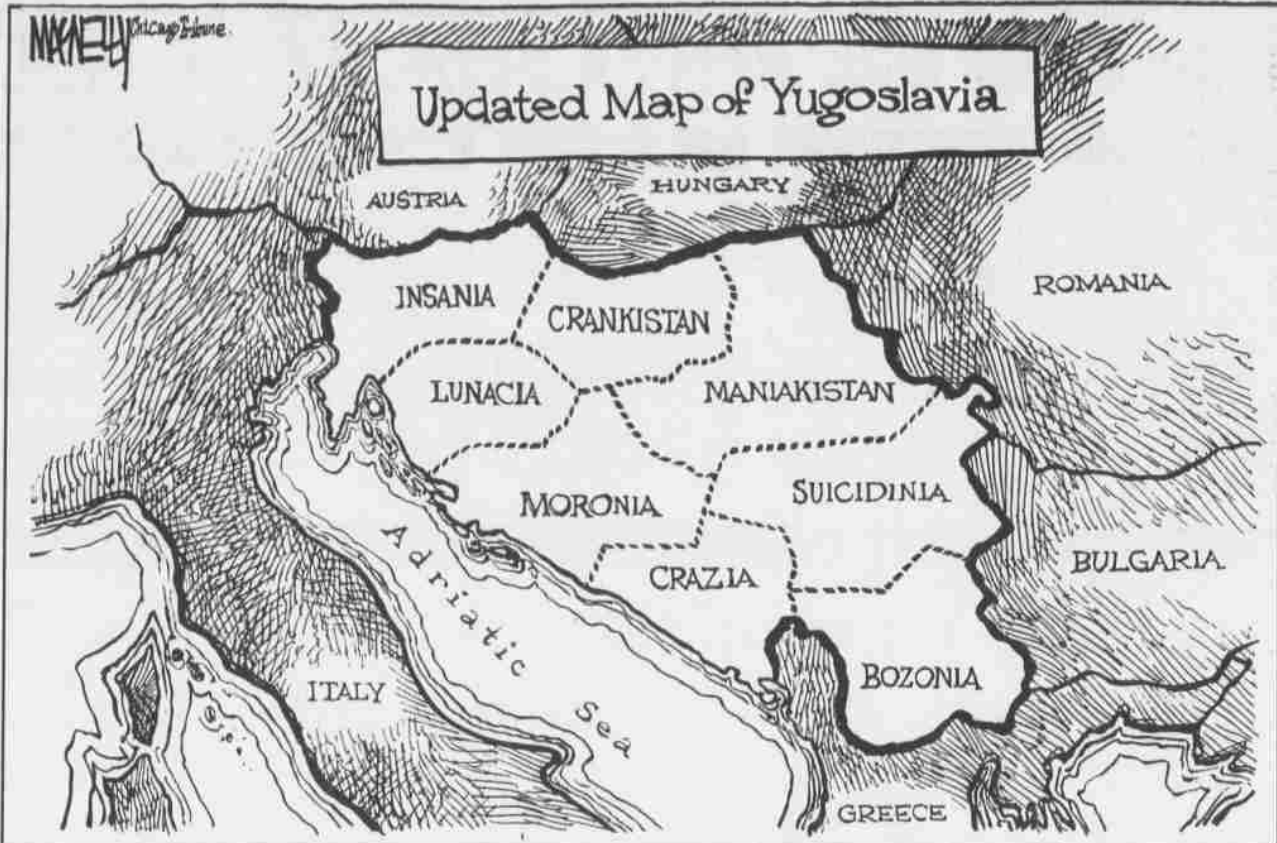 MACNELLY Chicago Tribune.
Updated Map of Yugoslavia
AUSTRIA
HUNGARY
ROMANIA
INSANIA
CRANKISTAN
LUNACIA
MANIAKISTAN
MORONIA
SUICIDINIA
CRAZIA
BULGARIA
BOZONIA
ITALY
Adriatic Sea
GREECE